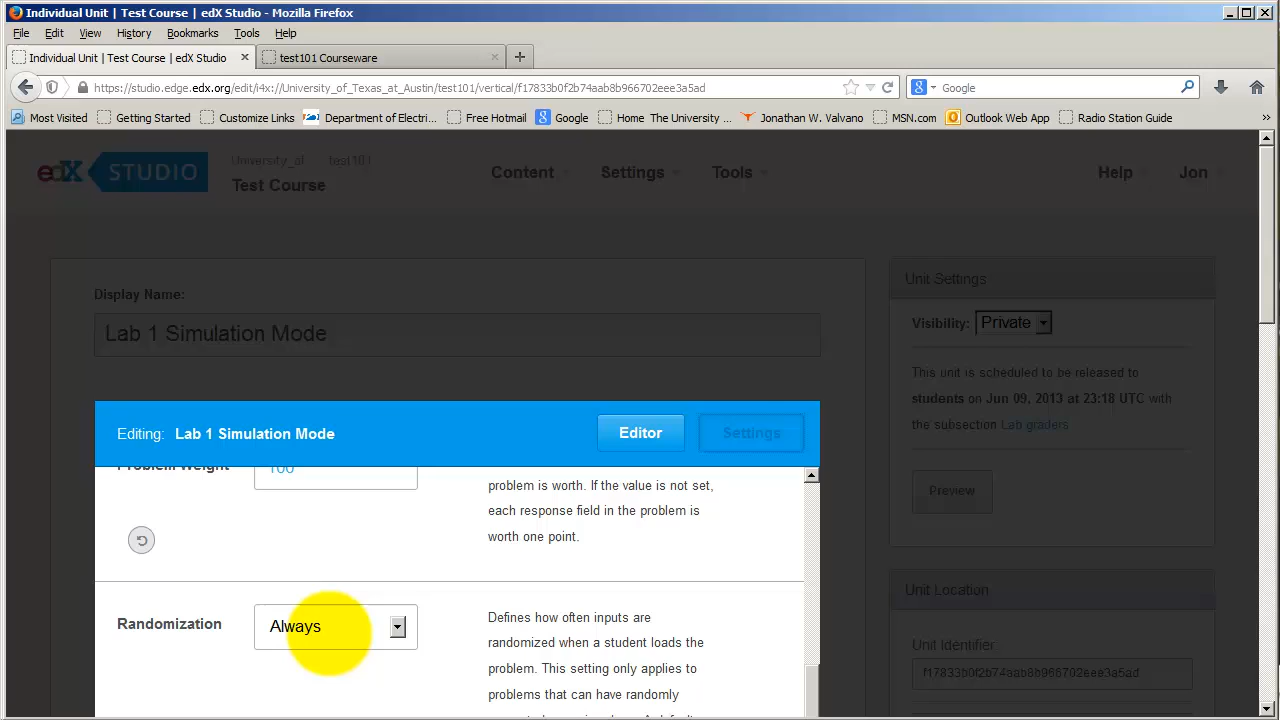 Individual Unit | Test Course | edX Studio - Mozilla Firefox
File Edit View History Bookmarks Tools Help
Individual Unit | Test Course | edX Studio × test101 Courseware × +
https://studio.edge.edx.org/edit/i4x://University_of_Texas_at_Austin/test101/vertical/f17833b0f2b74aab8b966702eee3a5ad Google
Most Visited Getting Started Customize Links Department of Electri... Free Hotmail Google Home The University ... Jonathan W. Valvano MSN.com Outlook Web App Radio Station Guide »
edX STUDIO
University_of test101
Test Course
Content Settings Tools Help Jon
Display Name:
Lab 1 Simulation Mode
Unit Settings
Visibility: Private
This unit is scheduled to be released to
students on Jun 09, 2013 at 23:18 UTC with
the subsection Lab graders
Preview
Unit Location
Unit Identifier:
f17833b0f2b74aab8b966702eee3a5ad
Editing: Lab 1 Simulation Mode Editor Settings
Problem Weight 100
problem is worth. If the value is not set,
each response field in the problem is
worth one point.
Randomization Always
Defines how often inputs are
randomized when a student loads the
problem. This setting only applies to
problems that can have randomly